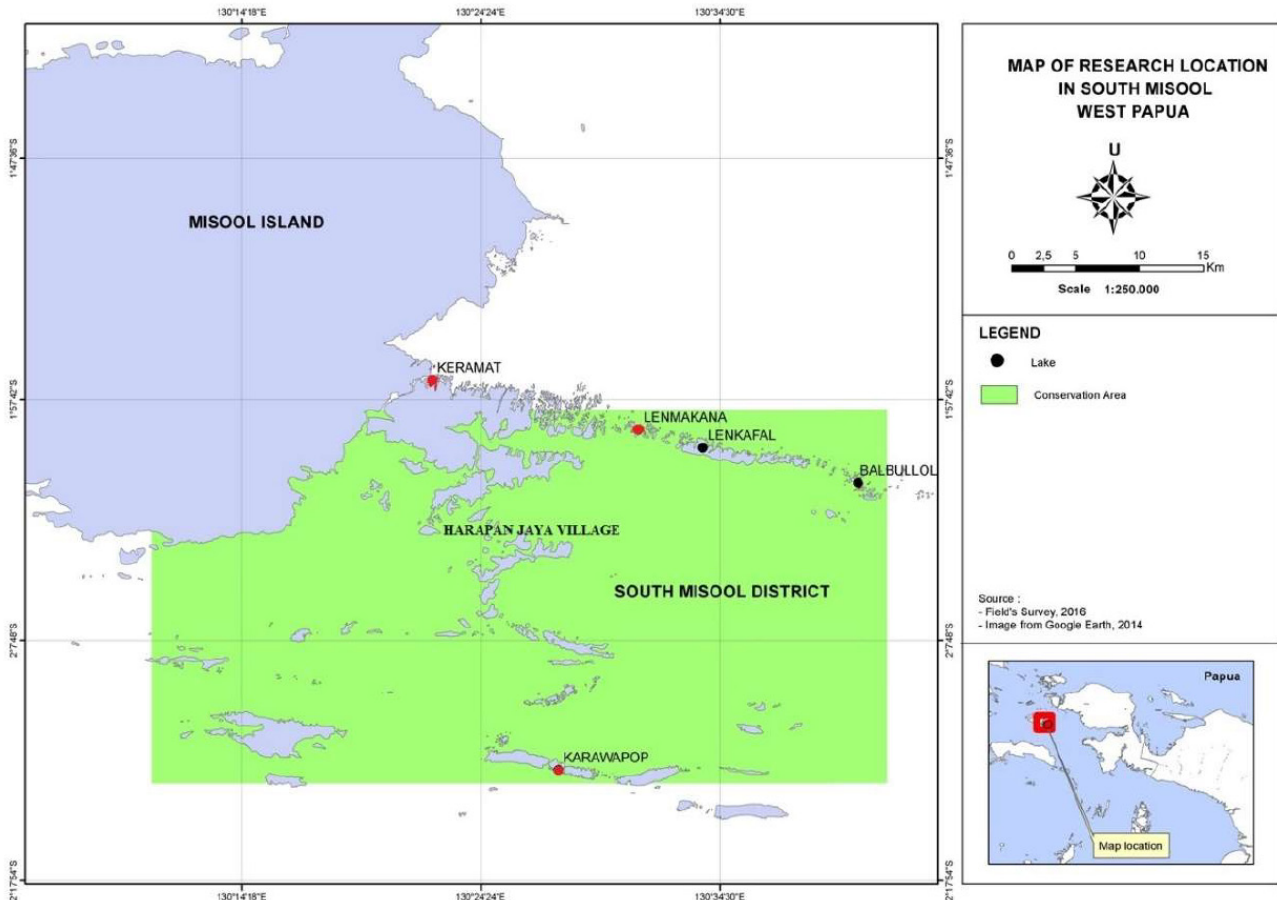 130°14'18"E
130°24'24"E
130°34'30"E
1°47'36"S
1°47'36"S
MISOOL ISLAND
KERAMAT
1°57'42"S
1°57'42"S
LENMAKANA
LENKAFAL
BALBULLOL
HARAPAN JAYA VILLAGE
SOUTH MISOOL DISTRICT
2°7'48"S
2°7'48"S
KARAWAPOP
2°17'54"S
2°17'54"S
130°14'18"E
130°24'24"E
130°34'30"E
MAP OF RESEARCH LOCATION
IN SOUTH MISOOL
WEST PAPUA
U
0 2,5 5 10 15
Km
Scale 1:250.000
LEGEND
Lake
Conservation Area
Source :
- Field's Survey, 2016
- Image from Google Earth, 2014
Papua
Map location